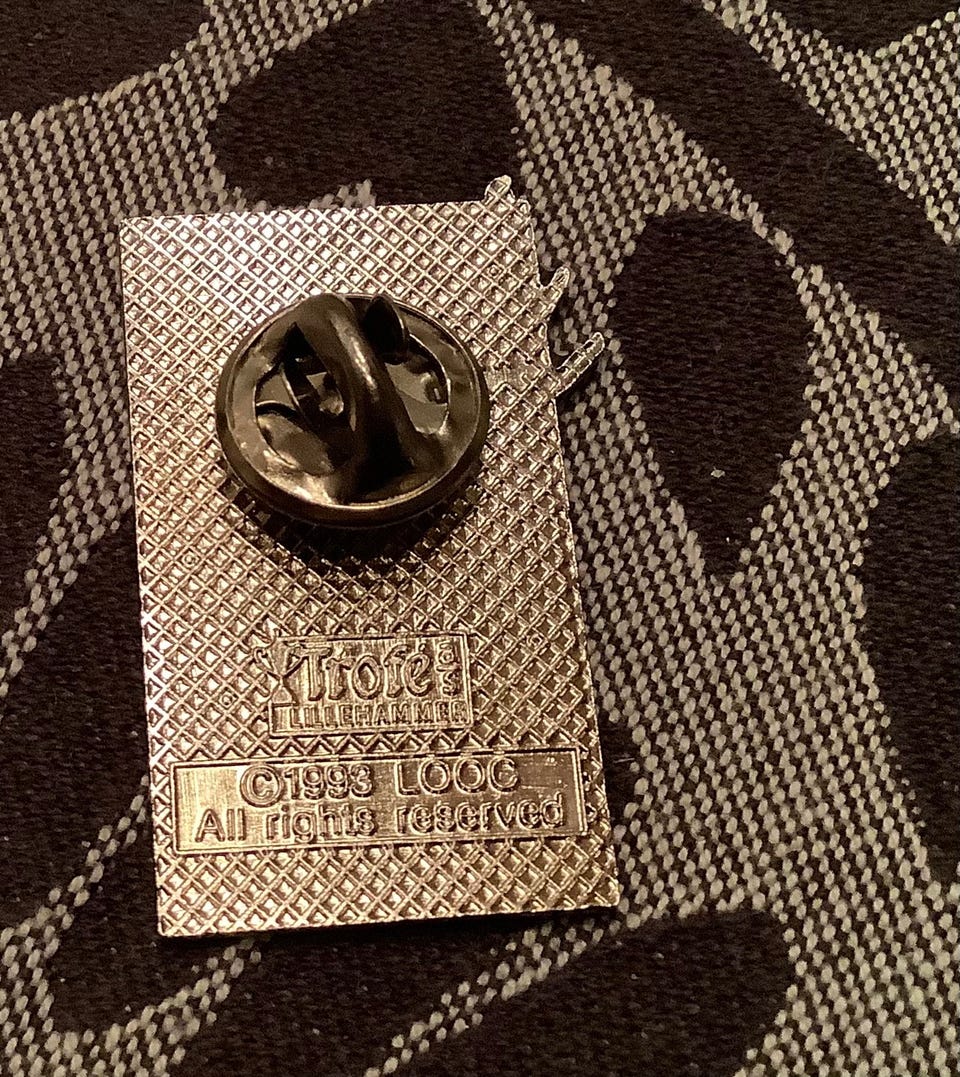 Trofé
LILLEHAMMER
©1993 LOOC
All rights reserved